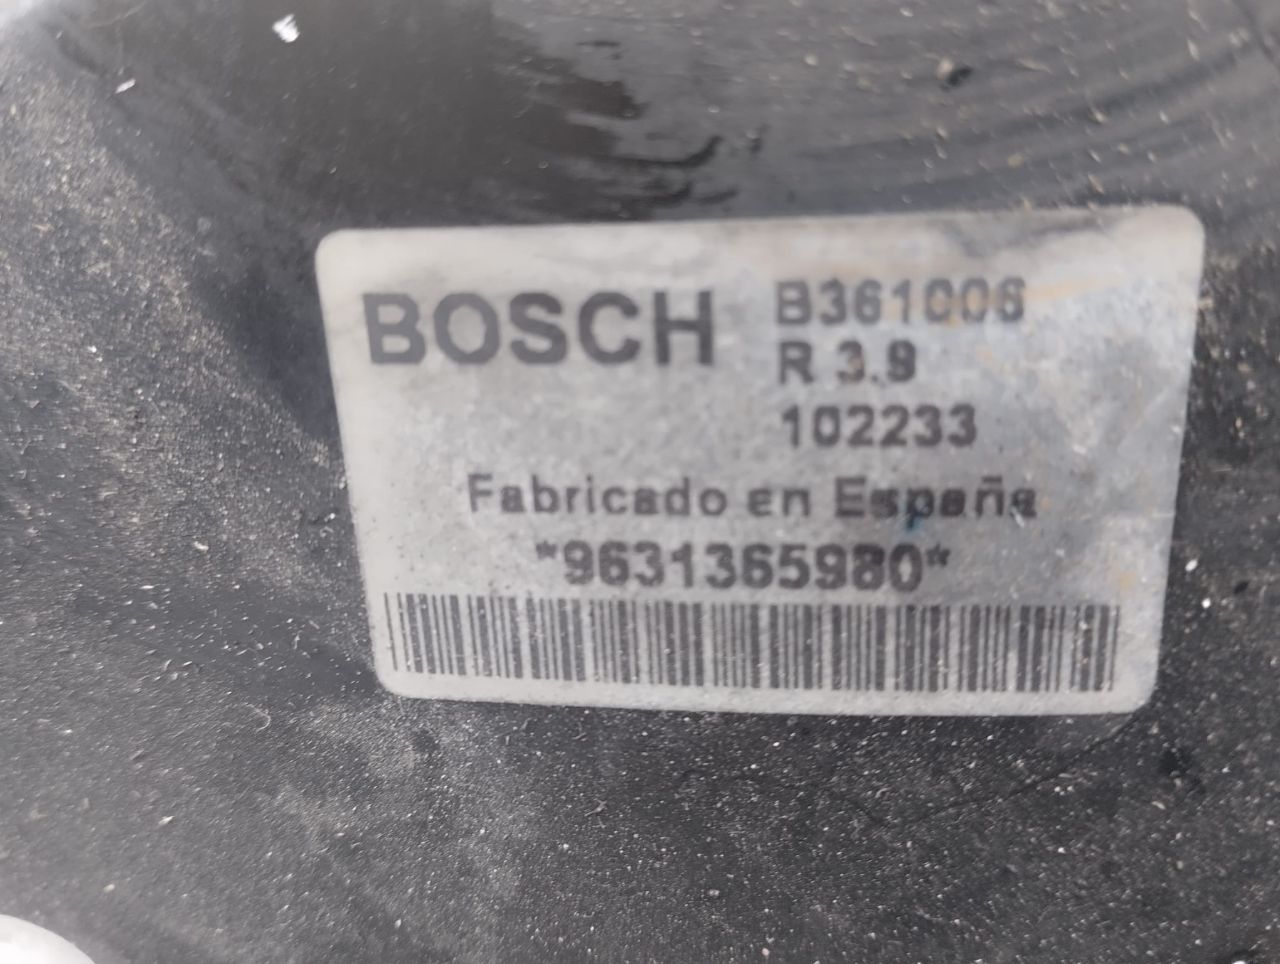 BOSCH
B361006
R 3.9
102233
Fabricado en España
*9631365980*